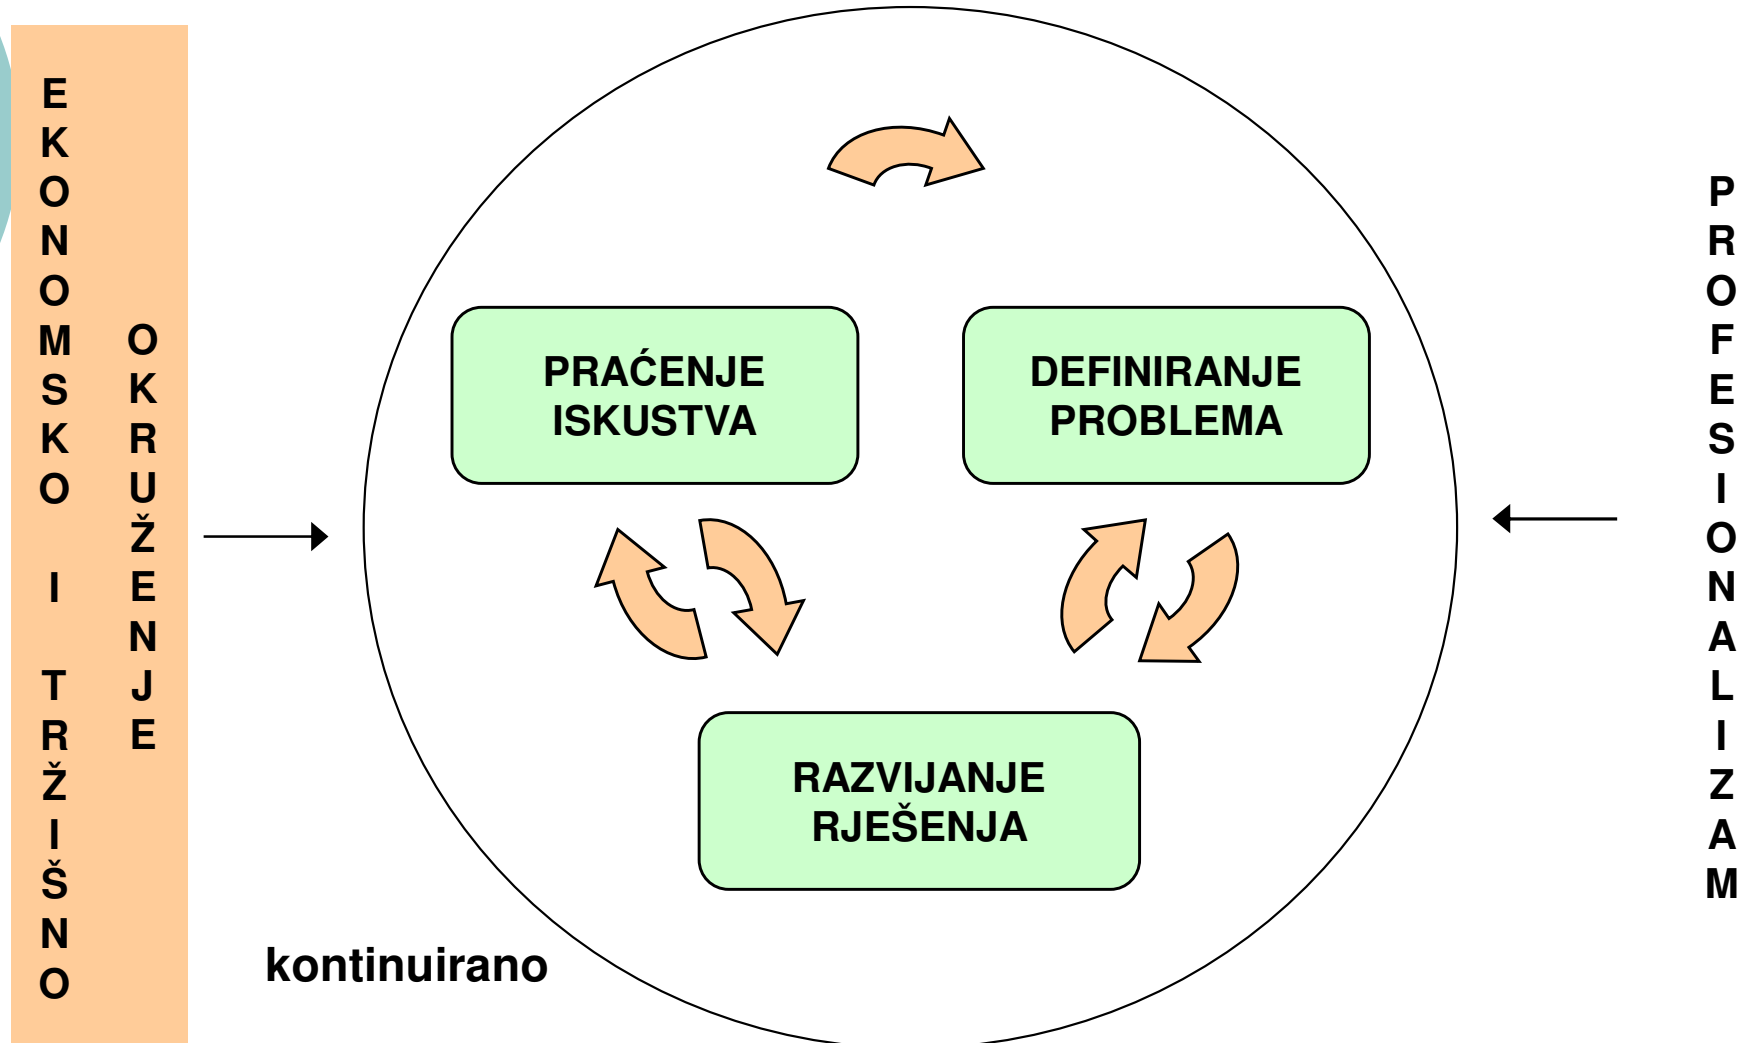 EKONOMSKO I TRŽIŠNO
OKRUŽENJE
PRAĆENJE
ISKUSTVA
DEFINIRANJE
PROBLEMA
RAZVIJANJE
RJEŠENJA
kontinuirano
PROFESIONALIZAM